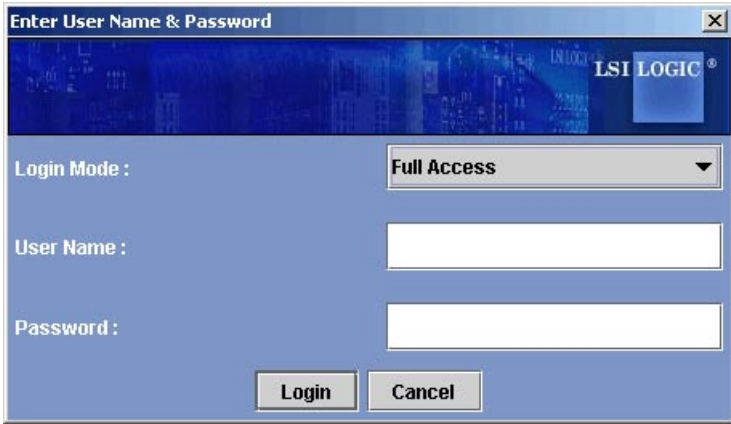 Enter User Name & Password
LSI LOGIC ®
Login Mode :
Full Access
User Name :
Password :
Login
Cancel